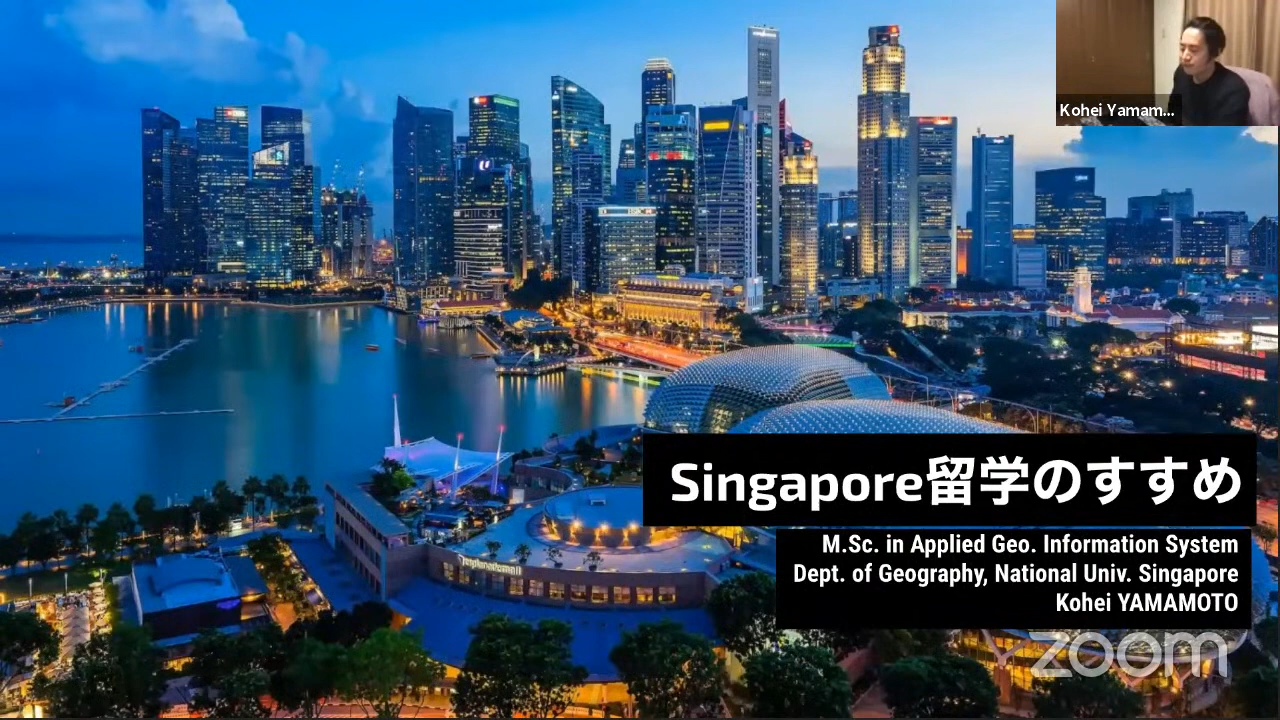 Kohei Yamam...
Singapore留学のすすめ
M.Sc. in Applied Geo. Information System
Dept. of Geography, National Univ. Singapore
Kohei YAMAMOTO
zoom